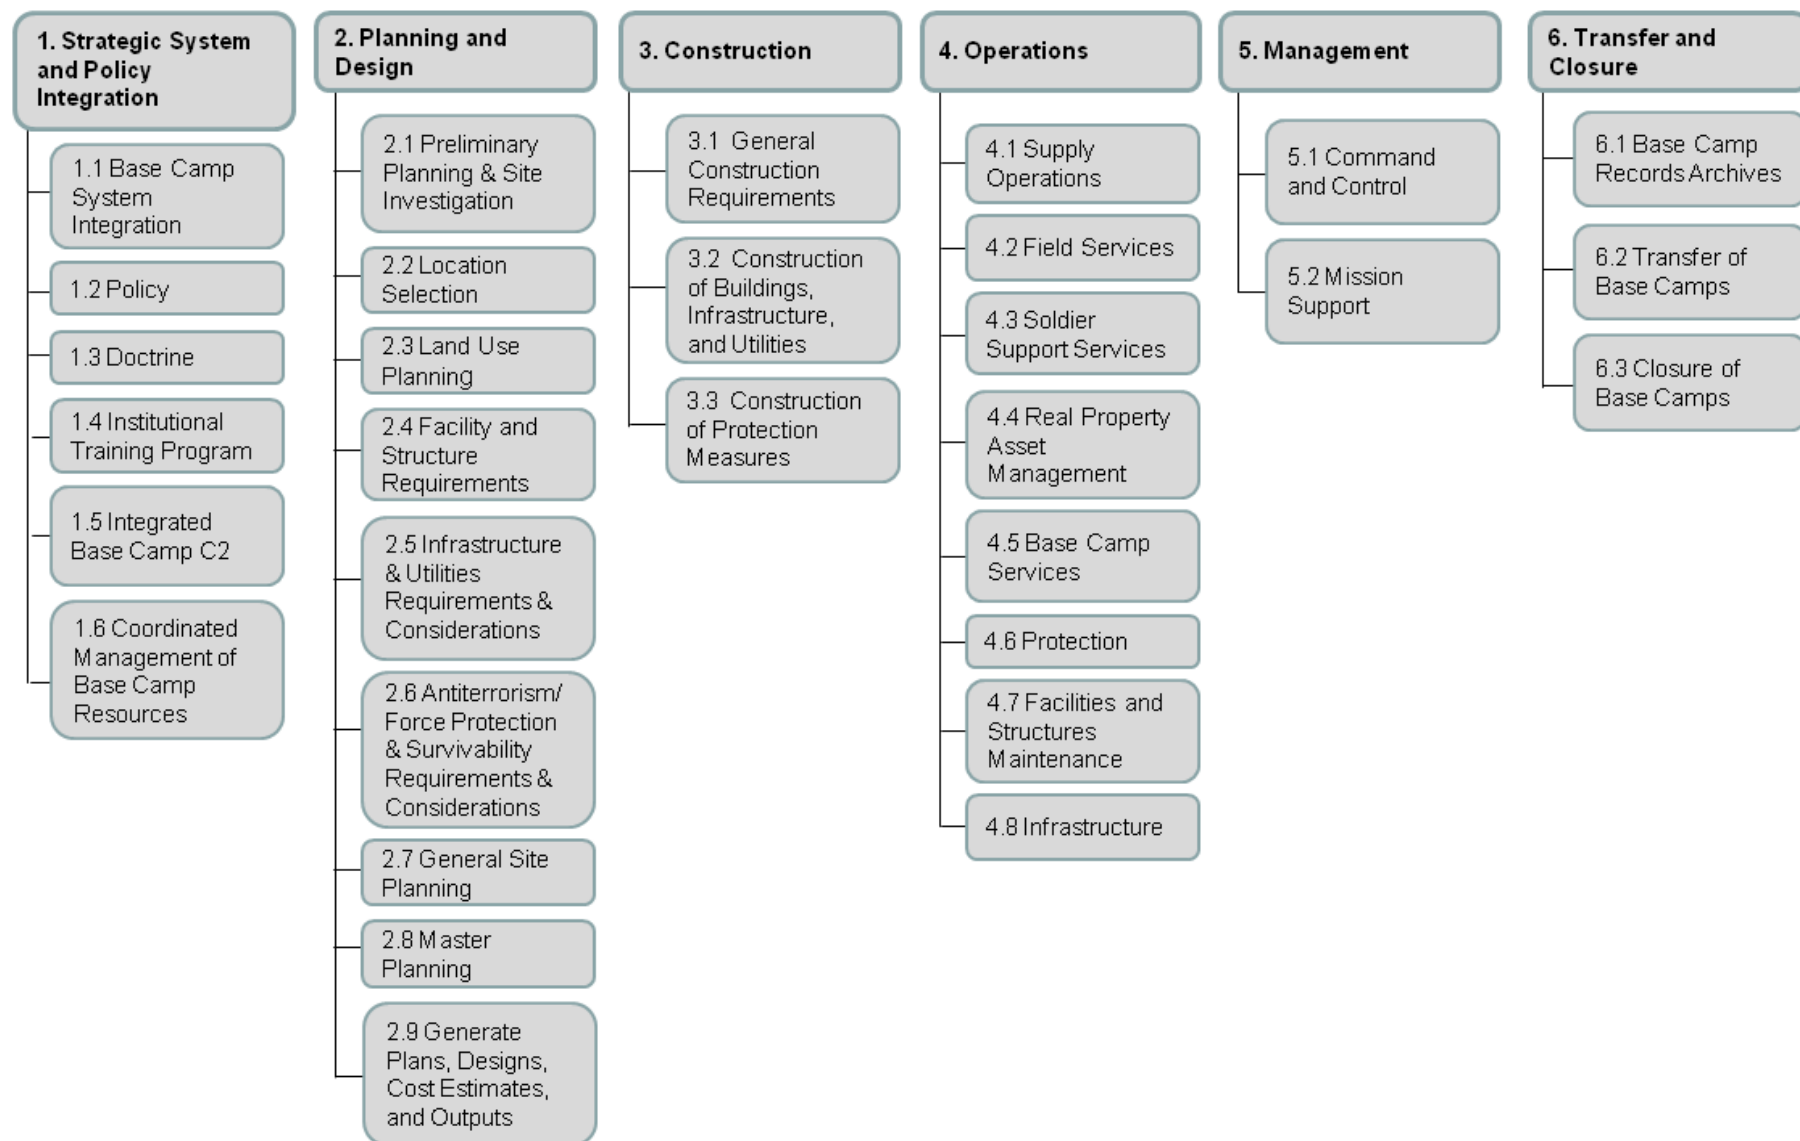 1. Strategic System
and Policy
Integration
1.1 Base Camp
System
Integration
1.2 Policy
1.3 Doctrine
1.4 Institutional
Training Program
1.5 Integrated
Base Camp C2
1.6 Coordinated
Management of
Base Camp
Resources
2. Planning and
Design
2.1 Preliminary
Planning & Site
Investigation
2.2 Location
Selection
2.3 Land Use
Planning
2.4 Facility and
Structure
Requirements
2.5 Infrastructure
& Utilities
Requirements &
Considerations
2.6 Antiterrorism/
Force Protection
& Survivability
Requirements &
Considerations
2.7 General Site
Planning
2.8 Master
Planning
2.9 Generate
Plans, Designs,
Cost Estimates,
and Outputs
3. Construction
3.1 General
Construction
Requirements
3.2 Construction
of Buildings,
Infrastructure,
and Utilities
3.3 Construction
of Protection
Measures
4. Operations
4.1 Supply
Operations
4.2 Field Services
4.3 Soldier
Support Services
4.4 Real Property
Asset
Management
4.5 Base Camp
Services
4.6 Protection
4.7 Facilities and
Structures
Maintenance
4.8 Infrastructure
5. Management
5.1 Command
and Control
5.2 Mission
Support
6. Transfer and
Closure
6.1 Base Camp
Records Archives
6.2 Transfer of
Base Camps
6.3 Closure of
Base Camps